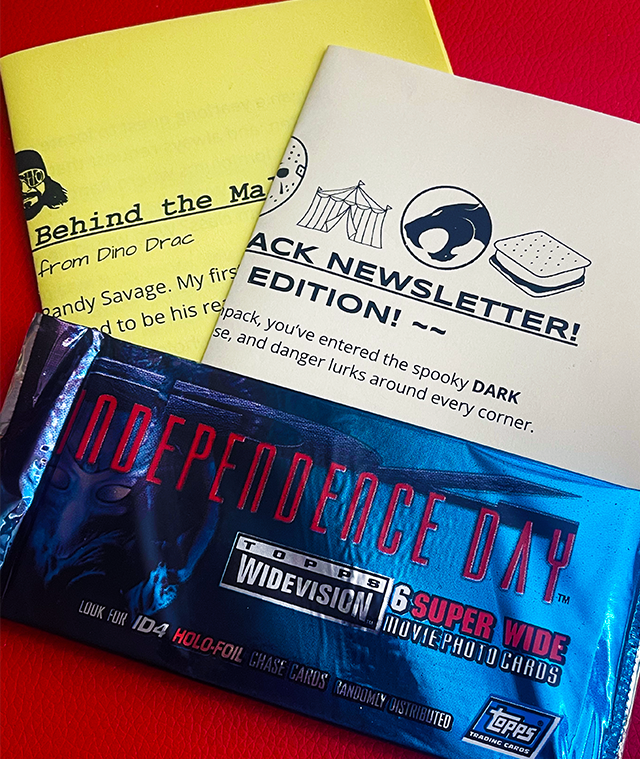 Behind the Ma
from Dino Drac
Randy Savage. My firs
d to be his re
ACK NEWSLETTER!
EDITION! ~~
pack, you've entered the spooky DARK
se, and danger lurks around every corner.
INDEPENDENCE DAY™
TOPPS
WIDEVISION™
6 SUPER WIDE
MOVIE PHOTO CARDS
LOOK FOR ID4 HOLO-FOIL CHASE CARDS RANDOMLY DISTRIBUTED
topps
TRADING CARDS